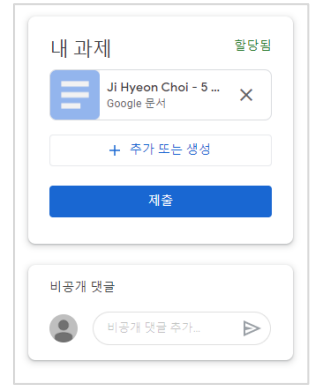 내 과제
할당됨
Ji Hyeon Choi - 5 ...
Google 문서
+ 추가 또는 생성
제출
비공개 댓글
비공개 댓글 추가...